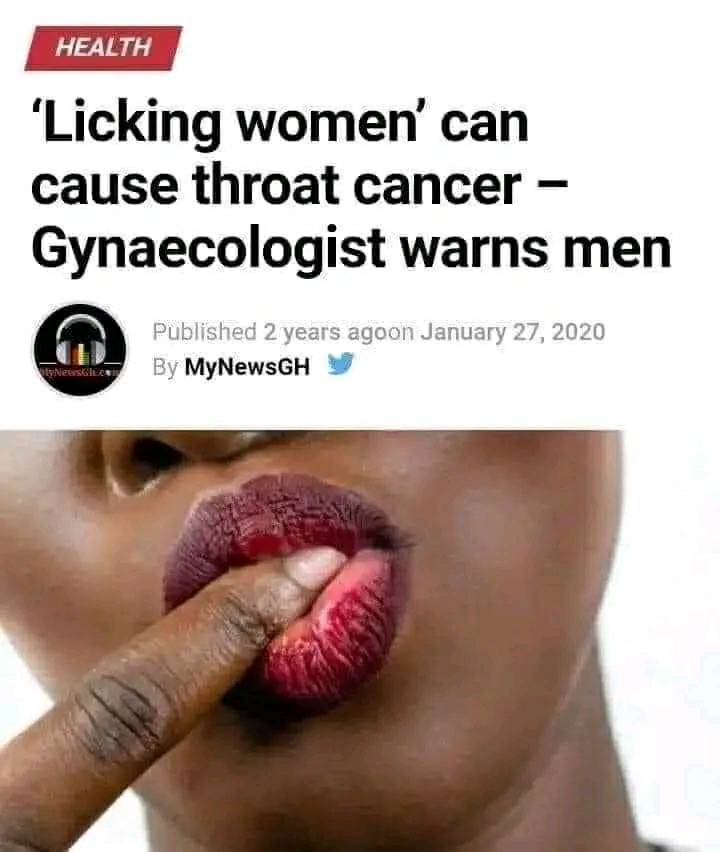 HEALTH
‘Licking women’ can
cause throat cancer –
Gynaecologist warns men
Published 2 years agoon January 27, 2020
By MyNewsGH
MyNewsGh.com